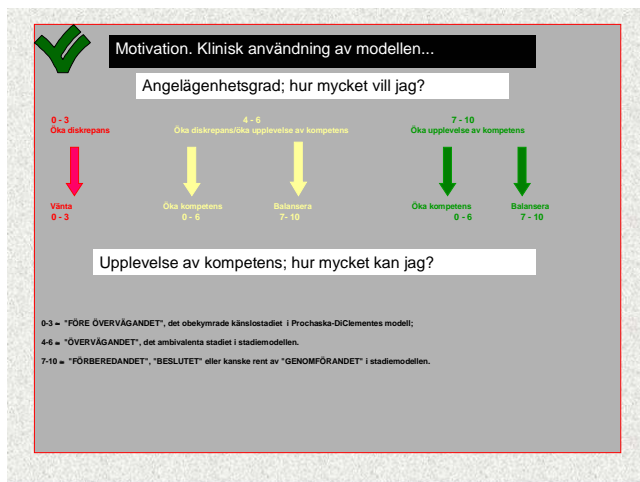 Motivation. Klinisk användning av modellen...
Angelägenhetsgrad; hur mycket vill jag?
0 - 3
Öka diskrepans
4 - 6
Öka diskrepans/öka upplevelse av kompetens
7 - 10
Öka upplevelse av kompetens
Vänta
0 - 3
Öka kompetens
0 - 6
Balansera
7- 10
Öka kompetens
0 - 6
Balansera
7 - 10
Upplevelse av kompetens; hur mycket kan jag?
0-3 = "FÖRE ÖVERVÄGANDET", det obekymrade känslostadiet i Prochaska-DiClementes modell;
4-6 = "ÖVERVÄGANDET", det ambivalenta stadiet i stadiemodellen.
7-10 = "FÖRBEREDANDET", "BESLUTET" eller kanske rent av "GENOMFÖRANDET" i stadiemodellen.